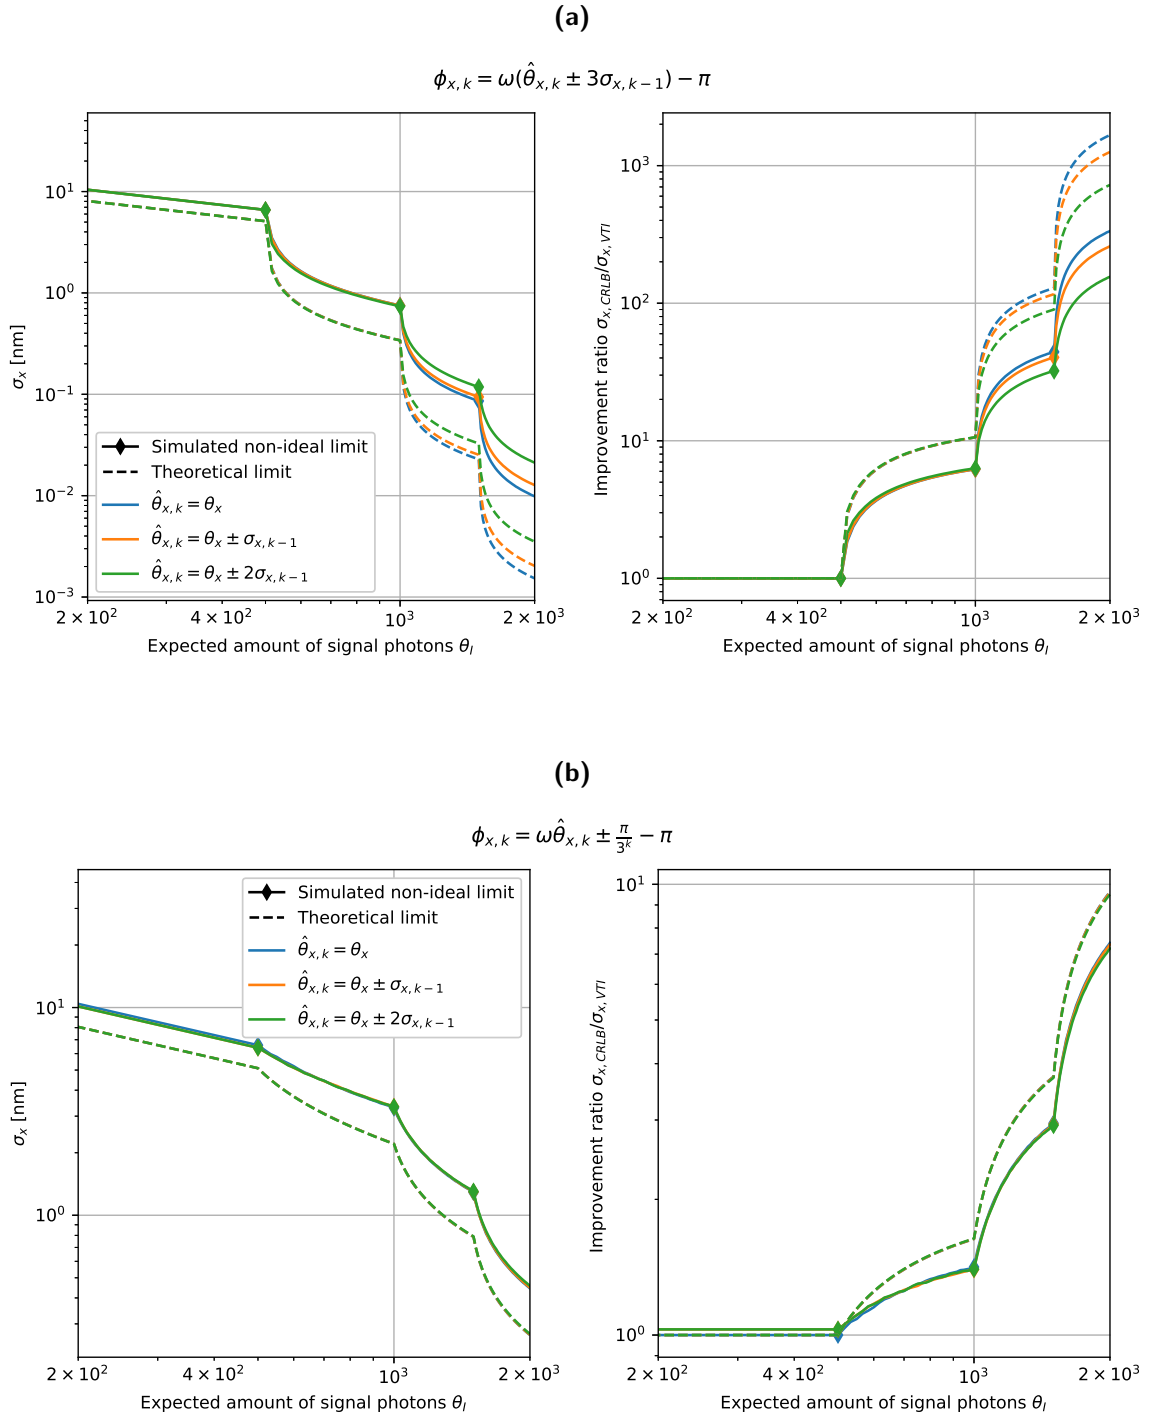 (a)
ϕ_{x,k} = ω(θ̂_{x,k} ± 3σ_{x,k−1}) − π
10^1
10^0
10^{−1}
10^{−2}
10^{−3}
σ_x [nm]
Simulated non-ideal limit
Theoretical limit
θ̂_{x,k} = θ_x
θ̂_{x,k} = θ_x ± σ_{x,k−1}
θ̂_{x,k} = θ_x ± 2σ_{x,k−1}
2 × 10^2
4 × 10^2
10^3
2 × 10^3
Expected amount of signal photons θ_I
10^3
10^2
10^1
10^0
Improvement ratio σ_{x,CRLB}/σ_{x,VTI}
2 × 10^2
4 × 10^2
10^3
2 × 10^3
Expected amount of signal photons θ_I
(b)
ϕ_{x,k} = ωθ̂_{x,k} ± π/3^k − π
10^1
10^0
σ_x [nm]
Simulated non-ideal limit
Theoretical limit
θ̂_{x,k} = θ_x
θ̂_{x,k} = θ_x ± σ_{x,k−1}
θ̂_{x,k} = θ_x ± 2σ_{x,k−1}
2 × 10^2
4 × 10^2
10^3
2 × 10^3
Expected amount of signal photons θ_I
10^1
10^0
Improvement ratio σ_{x,CRLB}/σ_{x,VTI}
2 × 10^2
4 × 10^2
10^3
2 × 10^3
Expected amount of signal photons θ_I